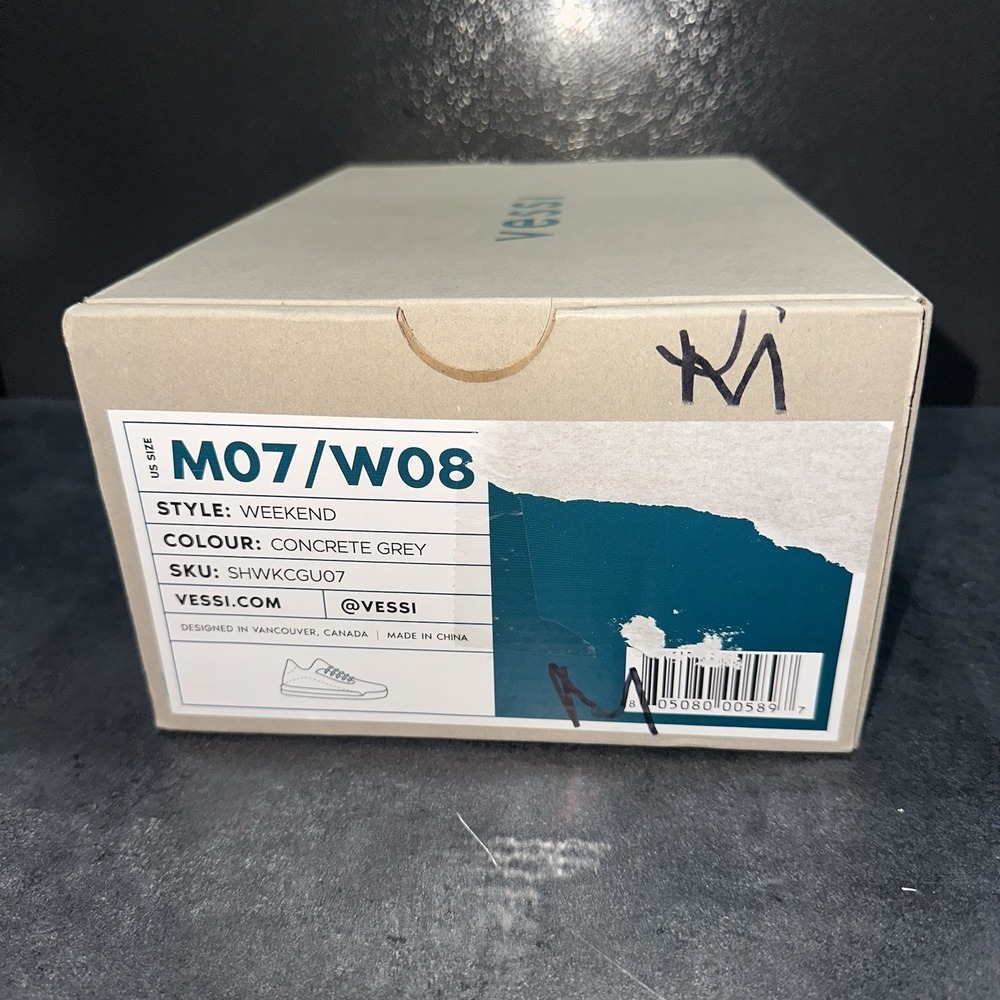 vessi
US SIZE
M07/W08
STYLE: WEEKEND
COLOUR: CONCRETE GREY
SKU: SHWKCGU07
VESSI.COM @VESSI
DESIGNED IN VANCOUVER, CANADA | MADE IN CHINA
8 05080 00589 7